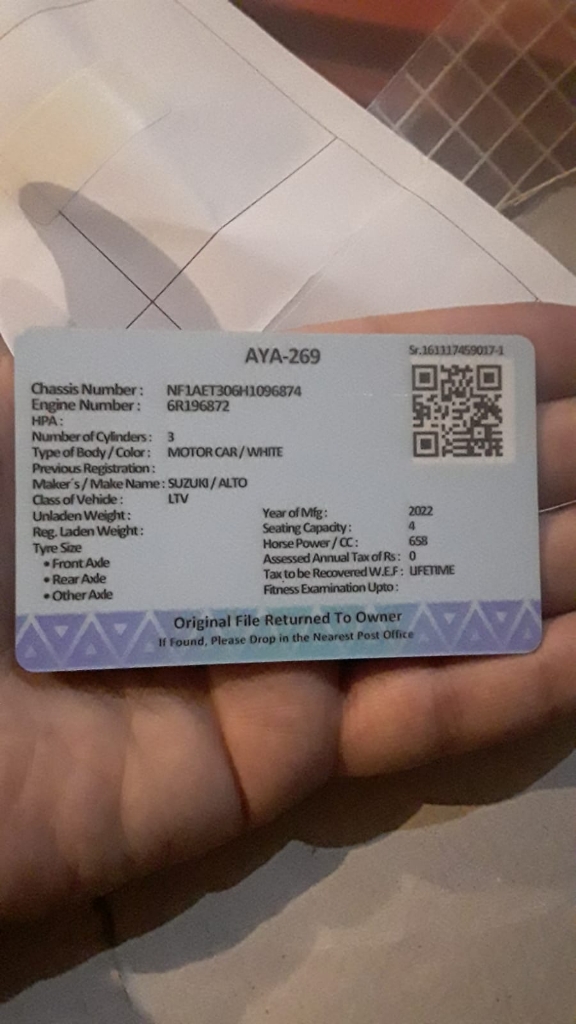 AYA-269
Sr.161117459017-1
Chassis Number : NF1AET306H1096874
Engine Number : 6R196872
HPA :
Number of Cylinders : 3
Type of Body / Color : MOTOR CAR / WHITE
Previous Registration :
Maker's / Make Name : SUZUKI / ALTO
Class of Vehicle : LTV
Unladen Weight :
Reg. Laden Weight :
Tyre Size
• Front Axle
• Rear Axle
• Other Axle
Year of Mfg : 2022
Seating Capacity : 4
Horse Power / CC : 658
Assessed Annual Tax of Rs : 0
Tax to be Recovered W.E.F : LIFETIME
Fitness Examination Upto :
Original File Returned To Owner
If Found, Please Drop in the Nearest Post Office